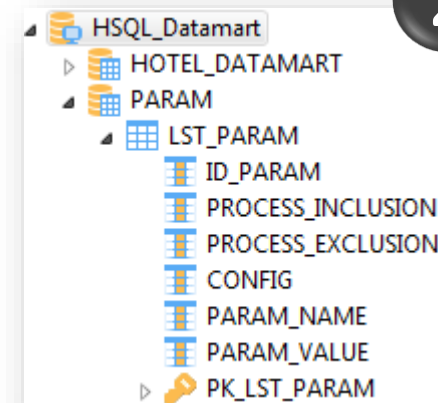 HSQL_Datamart
HOTEL_DATAMART
PARAM
LST_PARAM
ID_PARAM
PROCESS_INCLUSION
PROCESS_EXCLUSION
CONFIG
PARAM_NAME
PARAM_VALUE
PK_LST_PARAM